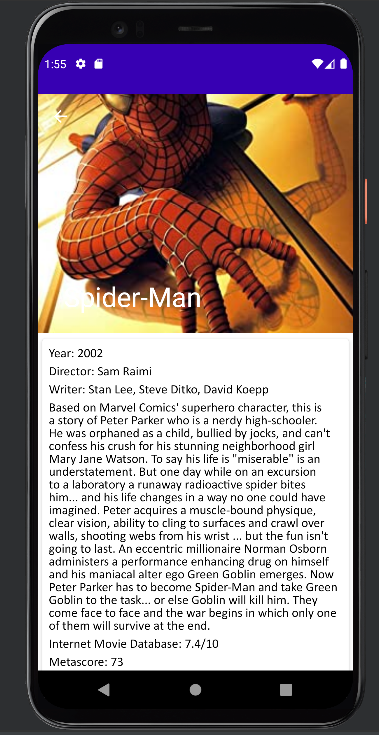 1:55
Spider-Man
Year: 2002
Director: Sam Raimi
Writer: Stan Lee, Steve Ditko, David Koepp
Based on Marvel Comics' superhero character, this is
a story of Peter Parker who is a nerdy high-schooler.
He was orphaned as a child, bullied by jocks, and can't
confess his crush for his stunning neighborhood girl
Mary Jane Watson. To say his life is "miserable" is an
understatement. But one day while on an excursion
to a laboratory a runaway radioactive spider bites
him... and his life changes in a way no one could have
imagined. Peter acquires a muscle-bound physique,
clear vision, ability to cling to surfaces and crawl over
walls, shooting webs from his wrist ... but the fun isn't
going to last. An eccentric millionaire Norman Osborn
administers a performance enhancing drug on himself
and his maniacal alter ego Green Goblin emerges. Now
Peter Parker has to become Spider-Man and take Green
Goblin to the task... or else Goblin will kill him. They
come face to face and the war begins in which only one
of them will survive at the end.
Internet Movie Database: 7.4/10
Metascore: 73